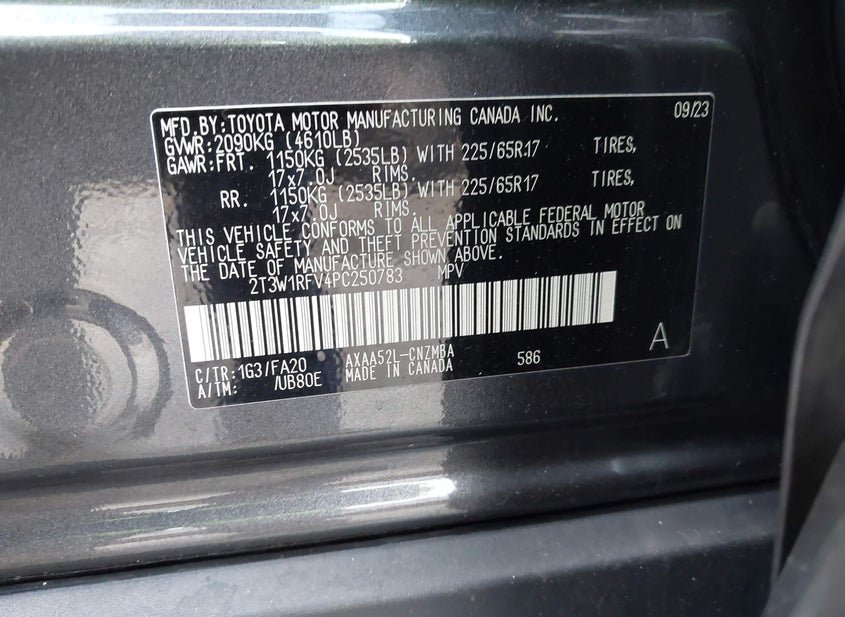 MFD.BY:TOYOTA MOTOR MANUFACTURING CANADA INC. 09/23
GVWR:2090KG (4610LB)
GAWR:FRT. 1150KG (2535LB) WITH 225/65R17 TIRES,
17x7.0J RIMS.
RR. 1150KG (2535LB) WITH 225/65R17 TIRES,
17x7.0J RIMS.
THIS VEHICLE CONFORMS TO ALL APPLICABLE FEDERAL MOTOR
VEHICLE SAFETY AND THEFT PREVENTION STANDARDS IN EFFECT ON
THE DATE OF MANUFACTURE SHOWN ABOVE.
2T3W1RFV4PC250783 MPV
C/TR:1G3/FA20 AXAA52L-CNZMBA 586 A
A/TM: /UB80E MADE IN CANADA